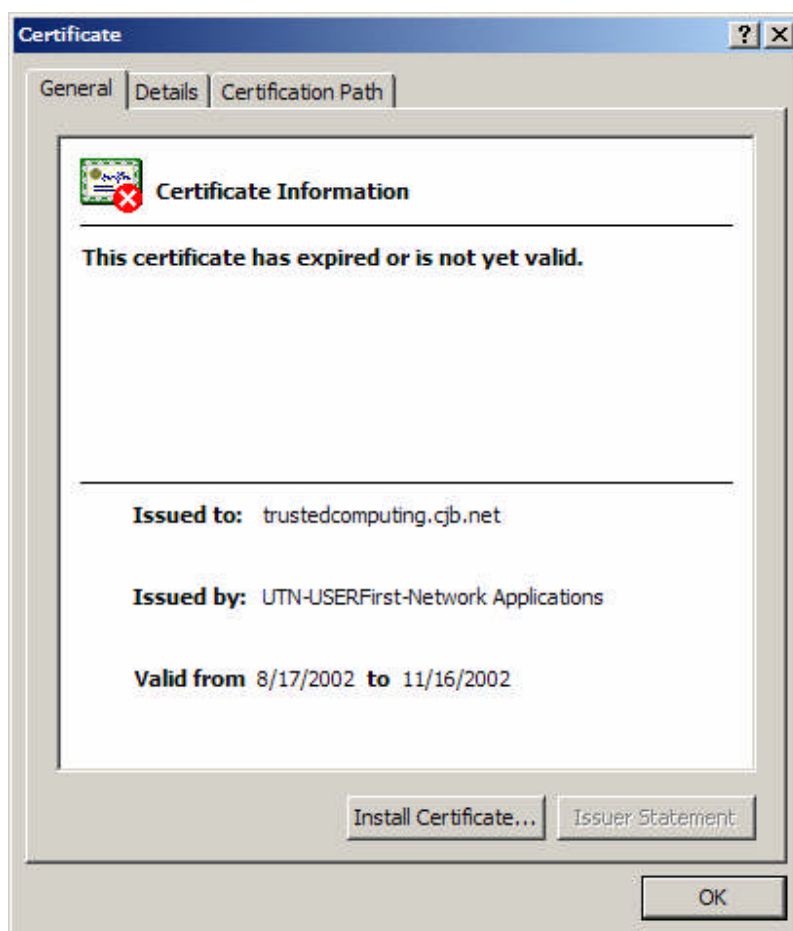 Certificate
General Details Certification Path
Certificate Information
This certificate has expired or is not yet valid.
Issued to: trustedcomputing.cjb.net
Issued by: UTN-USERFirst-Network Applications
Valid from 8/17/2002 to 11/16/2002
Install Certificate... Issuer Statement
OK